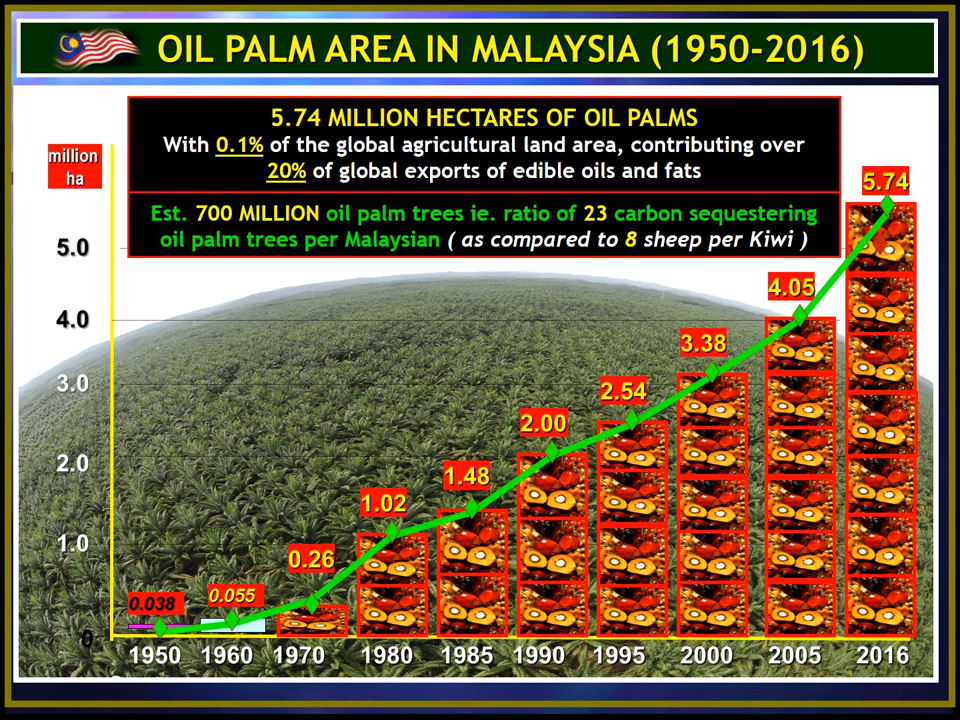 OIL PALM AREA IN MALAYSIA (1950-2016)
5.74 MILLION HECTARES OF OIL PALMS
With 0.1% of the global agricultural land area, contributing over
20% of global exports of edible oils and fats
Est. 700 MILLION oil palm trees ie. ratio of 23 carbon sequestering
oil palm trees per Malaysian ( as compared to 8 sheep per Kiwi )
million
ha
5.74
5.0
4.05
4.0
3.38
3.0
2.54
2.00
2.0
1.48
1.02
1.0
0.26
0.055
0.038
0
1950 1960 1970 1980 1985 1990 1995 2000 2005 2016